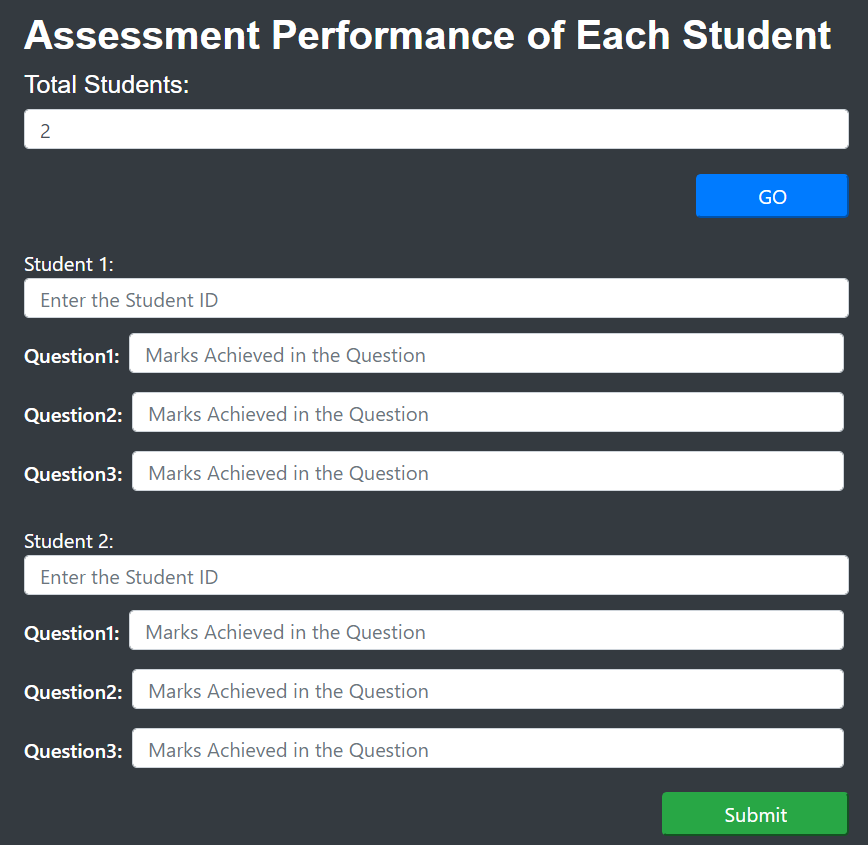 Assessment Performance of Each Student
Total Students:
2
GO
Student 1:
Enter the Student ID
Question1: Marks Achieved in the Question
Question2: Marks Achieved in the Question
Question3: Marks Achieved in the Question
Student 2:
Enter the Student ID
Question1: Marks Achieved in the Question
Question2: Marks Achieved in the Question
Question3: Marks Achieved in the Question
Submit